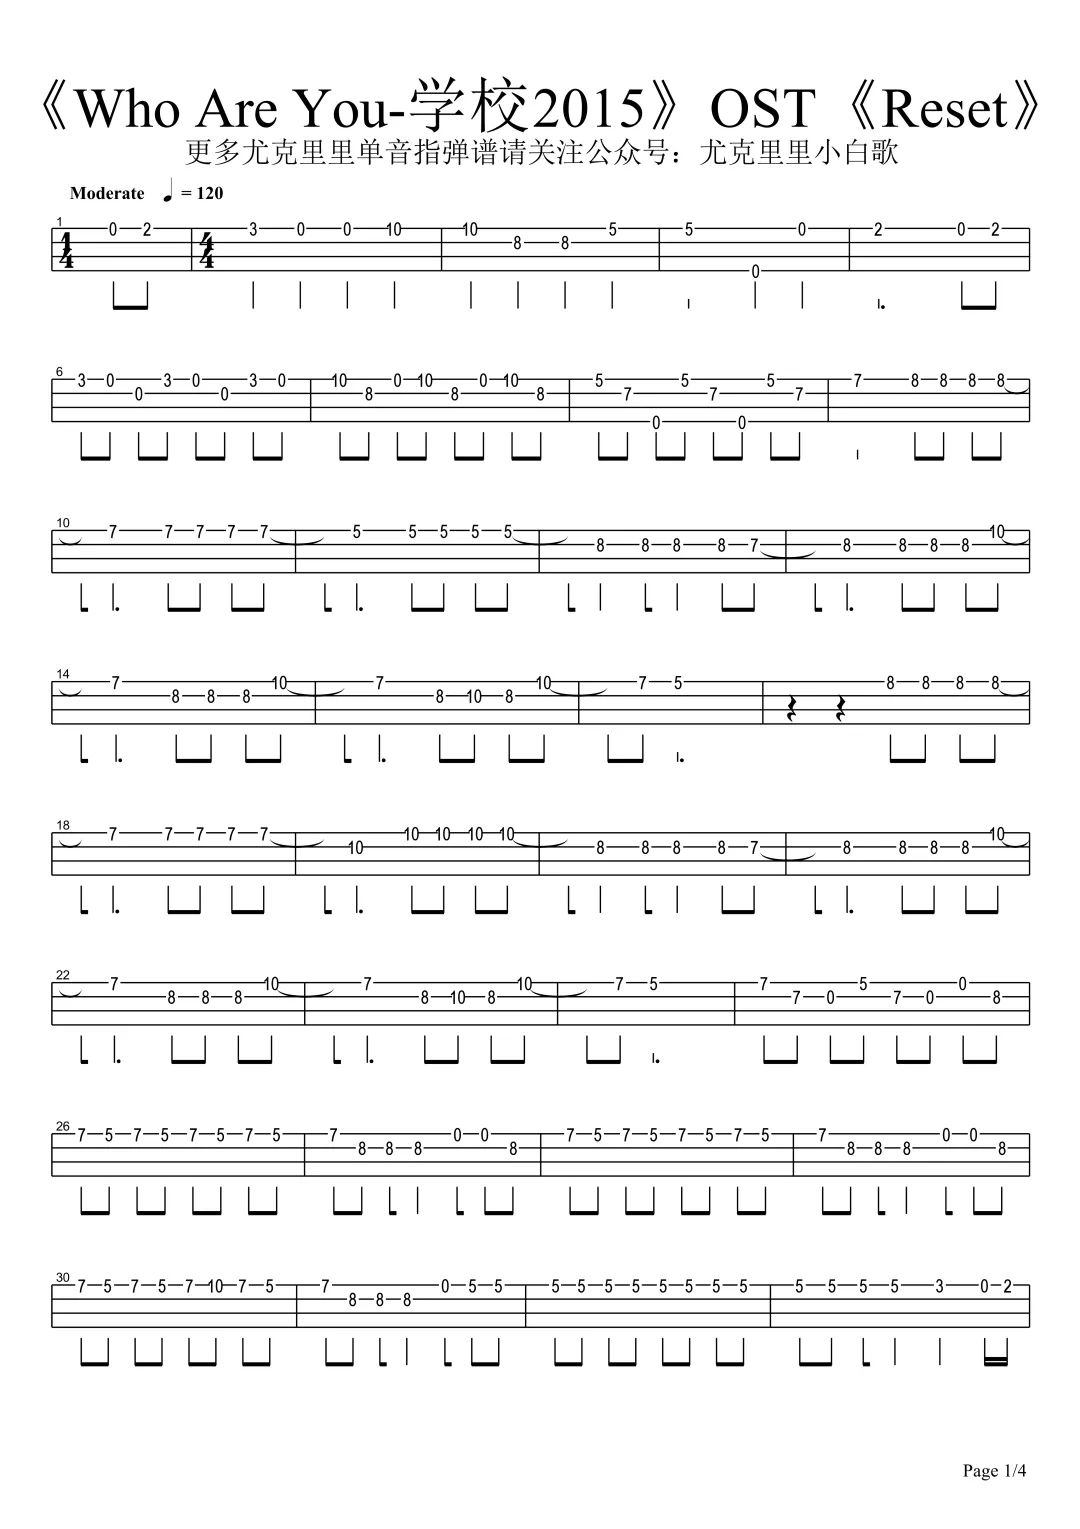 《Who Are You-学校2015》OST《Reset》
更多尤克里里单音指弹谱请关注公众号：尤克里里小白歌
Moderate = 120
1
4 4 0 2 4 4 3 0 0 10 10 8 8 5 5 0 0 2 0 2
6
3 0 0 3 0 0 3 0 10 8 0 10 8 0 10 8 5 7 0 5 7 0 5 7 7 8 8 8 8
10
7 7 7 7 7 5 5 5 5 5 8 8 8 8 7 8 8 8 8 10
14
7 8 8 8 10 7 8 10 8 10 7 5 8 8 8 8
18
7 7 7 7 7 10 10 10 10 10 8 8 8 8 7 8 8 8 8 10
22
7 8 8 8 10 7 8 10 8 10 7 5 7 7 0 5 7 0 0 8
26
7 5 7 5 7 5 7 5 7 8 8 8 0 0 8 7 5 7 5 7 5 7 5 7 8 8 8 0 0 8
30
7 5 7 5 7 10 7 5 7 8 8 8 0 5 5 5 5 5 5 5 5 5 5 5 5 5 5 3 0 2
Page 1/4